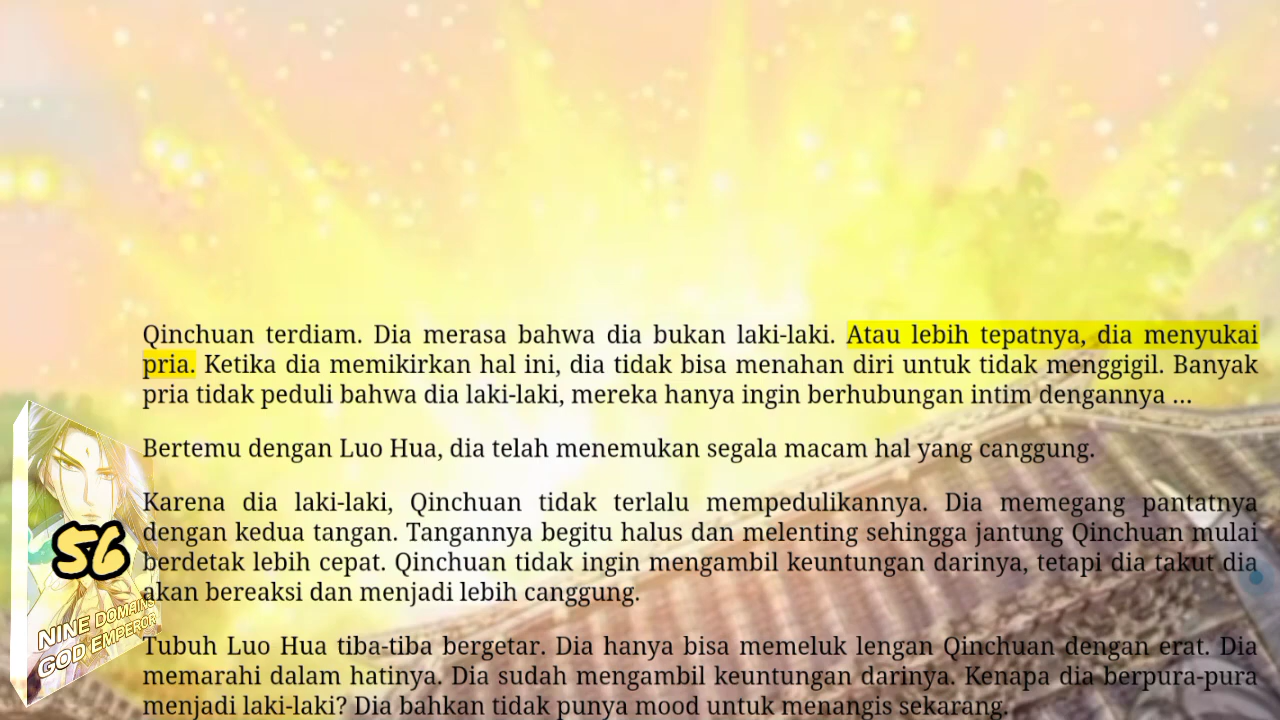 Qinchuan terdiam. Dia merasa bahwa dia bukan laki-laki. Atau lebih tepatnya, dia menyukai
pria. Ketika dia memikirkan hal ini, dia tidak bisa menahan diri untuk tidak menggigil. Banyak
pria tidak peduli bahwa dia laki-laki, mereka hanya ingin berhubungan intim dengannya ...
Bertemu dengan Luo Hua, dia telah menemukan segala macam hal yang canggung.
Karena dia laki-laki, Qinchuan tidak terlalu mempedulikannya. Dia memegang pantatnya
dengan kedua tangan. Tangannya begitu halus dan melenting sehingga jantung Qinchuan mulai
berdetak lebih cepat. Qinchuan tidak ingin mengambil keuntungan darinya, tetapi dia takut dia
akan bereaksi dan menjadi lebih canggung.
Tubuh Luo Hua tiba-tiba bergetar. Dia hanya bisa memeluk lengan Qinchuan dengan erat. Dia
memarahi dalam hatinya. Dia sudah mengambil keuntungan darinya. Kenapa dia berpura-pura
menjadi laki-laki? Dia bahkan tidak punya mood untuk menangis sekarang.
56
NINE DOMAINS
GOD EMPEROR